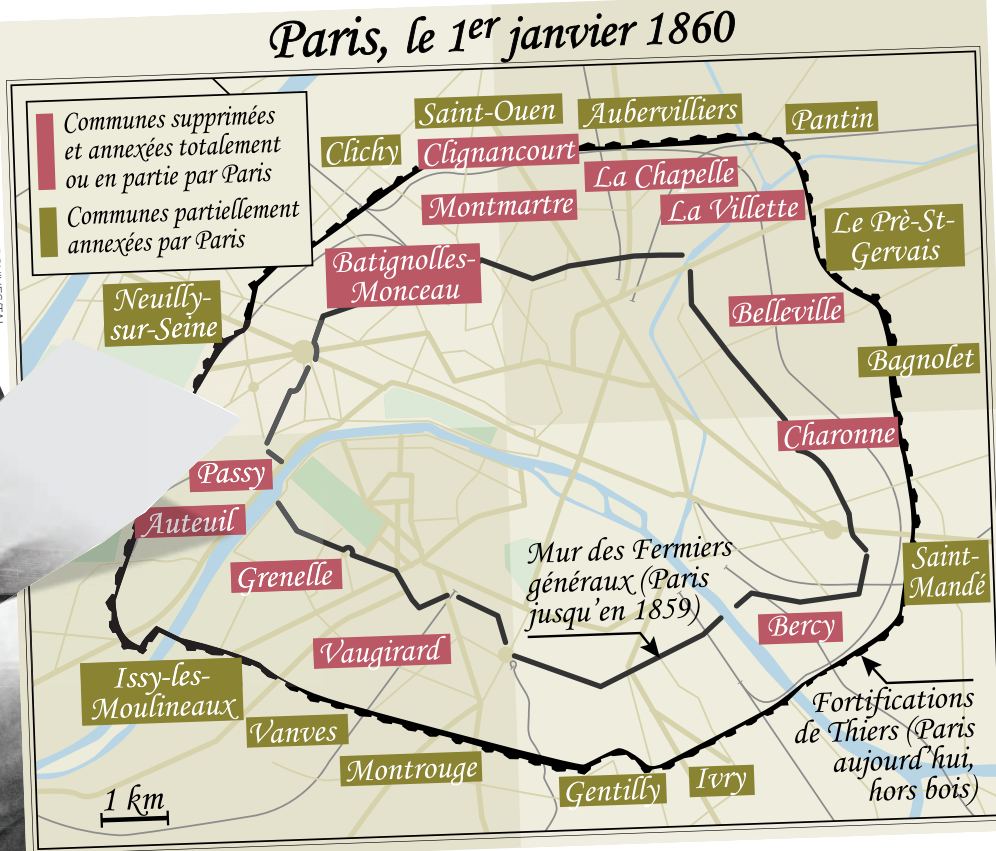 Paris, le 1er janvier 1860
Communes supprimées
et annexées totalement
ou en partie par Paris
Communes partiellement
annexées par Paris
Saint-Ouen
Aubervilliers
Pantin
Clichy
Clignancourt
La Chapelle
Montmartre
La Villette
Le Prè-St-
Gervais
Batignolles-
Monceau
Neuilly-
sur-Seine
Belleville
Bagnolet
Charonne
Passy
Auteuil
Grenelle
Mur des Fermiers
généraux (Paris
jusqu'en 1859)
Saint-
Mandé
Bercy
Vaugirard
Issy-les-
Moulineaux
Vanves
Montrouge
Gentilly
Ivry
Fortifications
de Thiers (Paris
aujourd'hui,
hors bois)
1 km